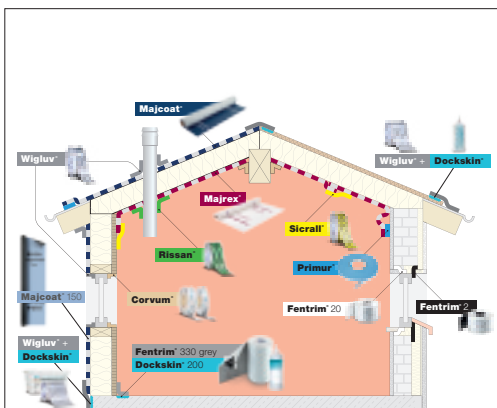 Majcoat®
Wigluv®
Wigluv® + Dockskin®
Majrex®
Sicrall®
Rissan®
Primur®
Majcoat® 150
Corvum®
Fentrim® 20
Fentrim® 2
Wigluv® +
Dockskin®
Fentrim® 330 grey
Dockskin® 200